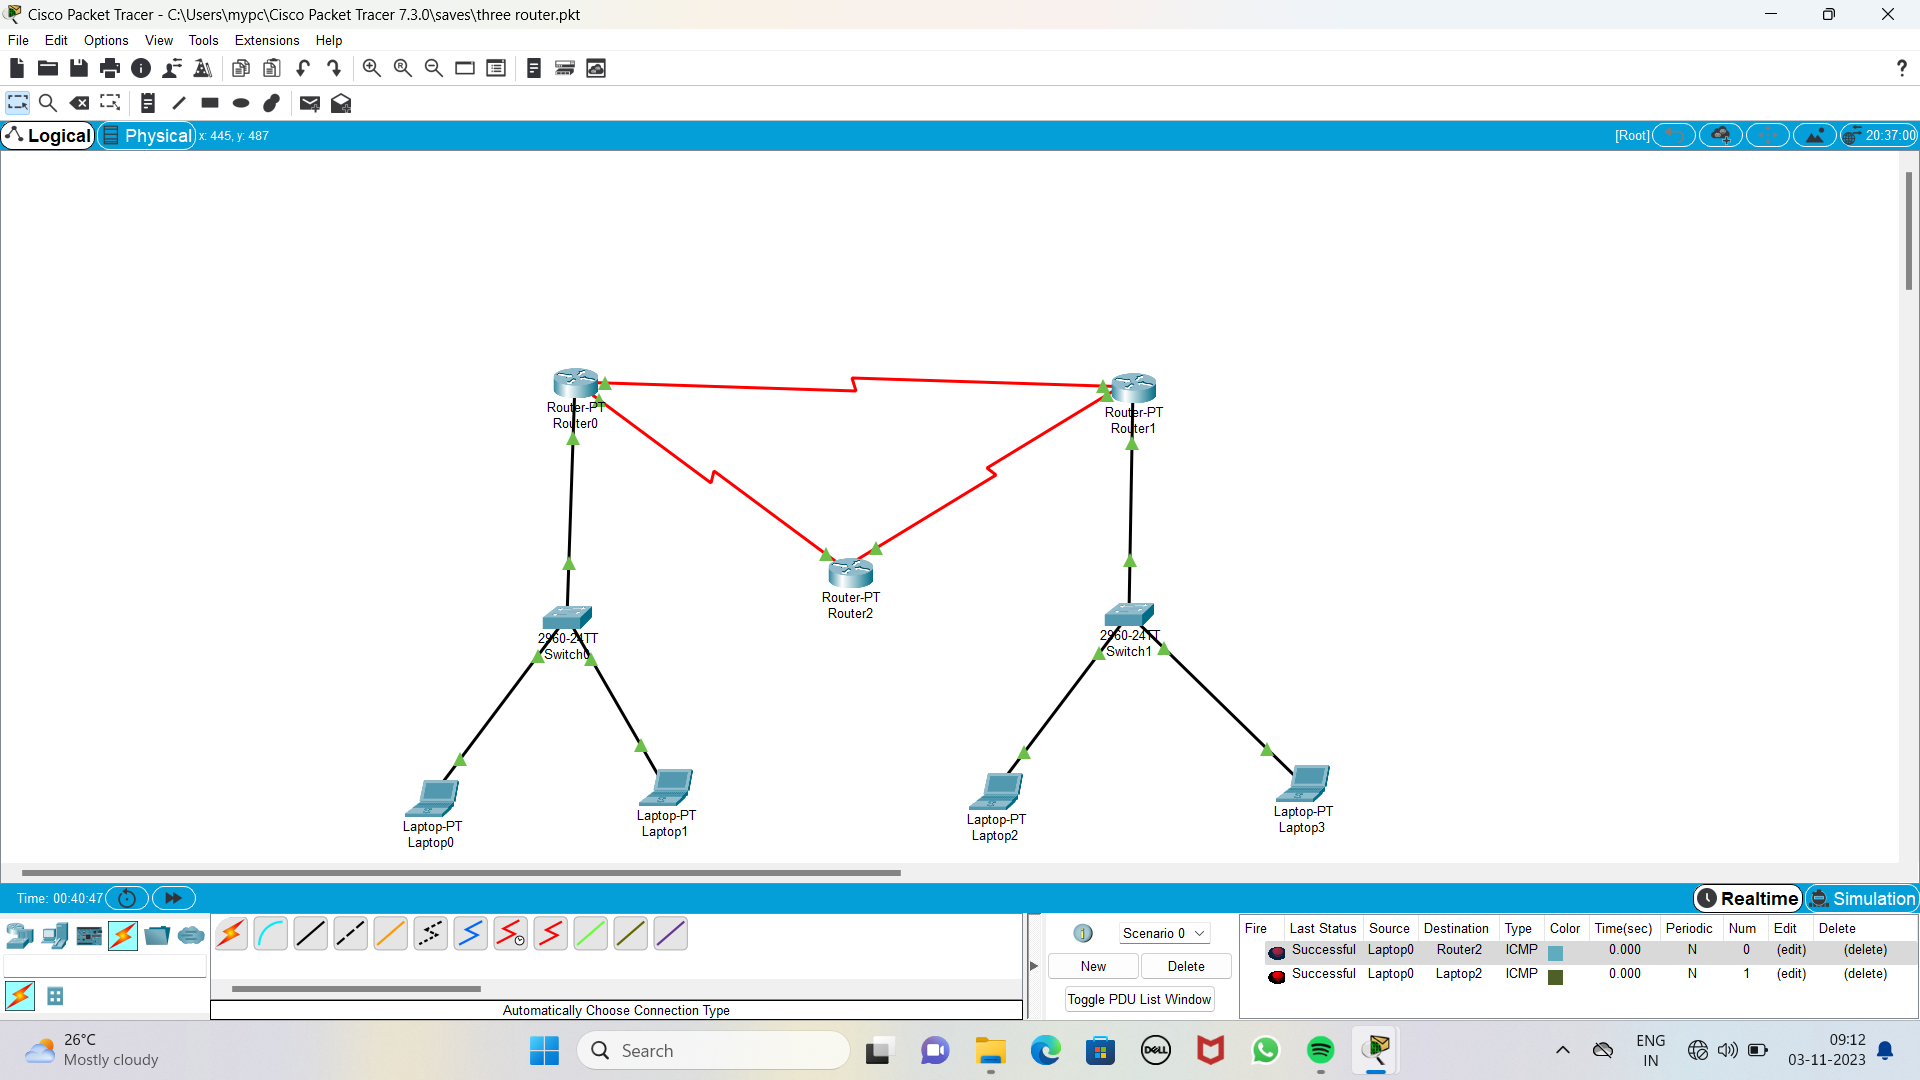 Cisco Packet Tracer - C:\Users\mypc\Cisco Packet Tracer 7.3.0\saves\three router.pkt
File Edit Options View Tools Extensions Help
Logical Physical x: 445, y: 487 [Root] 20:37:00
Router-PT
Router0
Router-PT
Router1
Router-PT
Router2
2960-24TT
Switch0
2960-24TT
Switch1
Laptop-PT
Laptop0
Laptop-PT
Laptop1
Laptop-PT
Laptop2
Laptop-PT
Laptop3
Time: 00:40:47 Realtime Simulation
Scenario 0
New Delete
Toggle PDU List Window
Fire Last Status Source Destination Type Color Time(sec) Periodic Num Edit Delete
Successful Laptop0 Router2 ICMP 0.000 N 0 (edit) (delete)
Successful Laptop0 Laptop2 ICMP 0.000 N 1 (edit) (delete)
Automatically Choose Connection Type
26°C
Mostly cloudy
Search
DELL
ENG
IN
09:12
03-11-2023